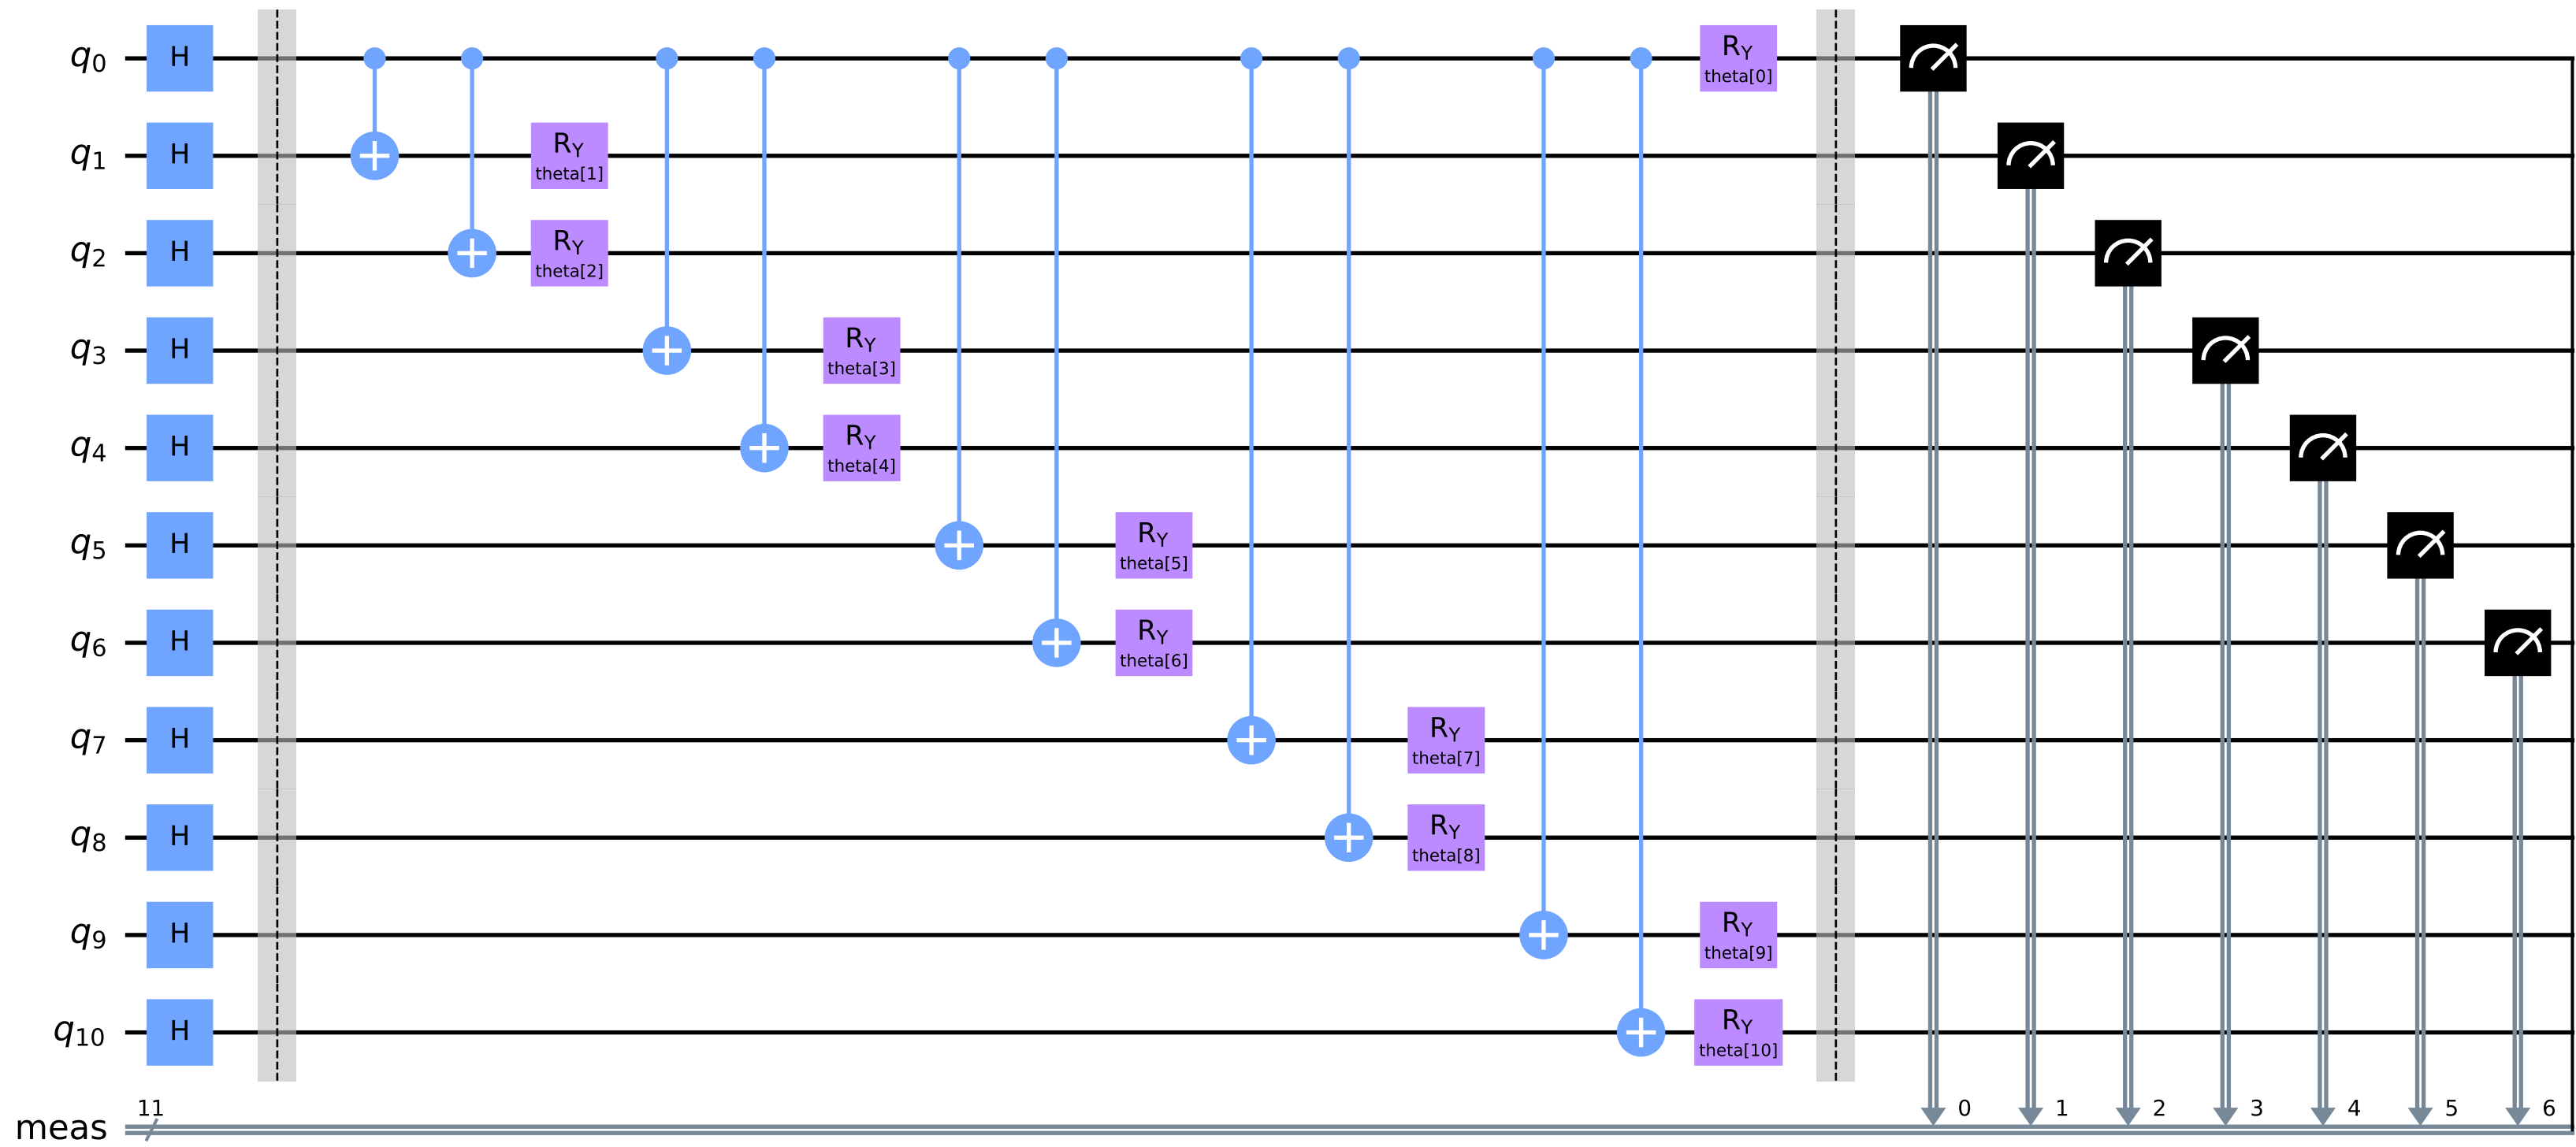 q0 H RY theta[0]
q1 H RY theta[1]
q2 H RY theta[2]
q3 H RY theta[3]
q4 H RY theta[4]
q5 H RY theta[5]
q6 H RY theta[6]
q7 H RY theta[7]
q8 H RY theta[8]
q9 H RY theta[9]
q10 H RY theta[10]
meas 11 0 1 2 3 4 5 6